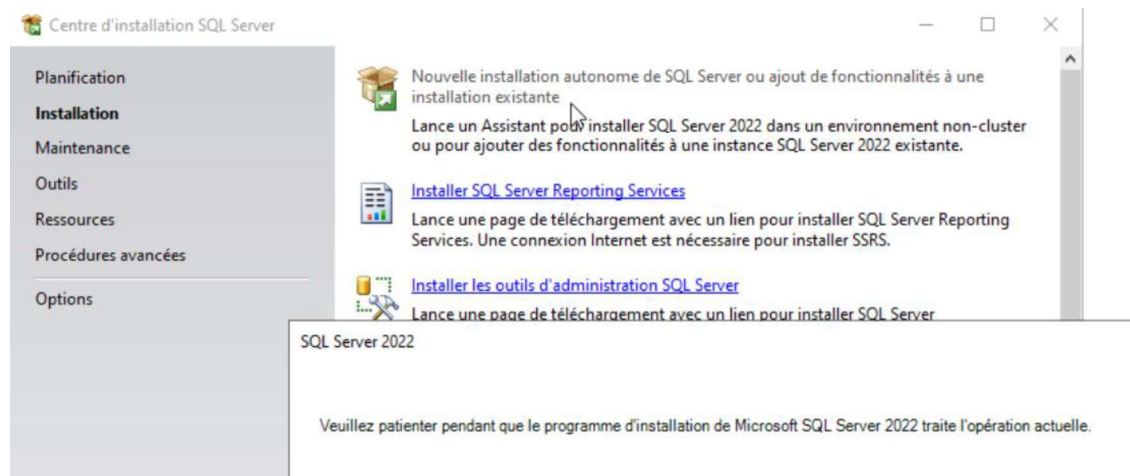 Centre d'installation SQL Server
Planification
Installation
Maintenance
Outils
Ressources
Procédures avancées
Options
Nouvelle installation autonome de SQL Server ou ajout de fonctionnalités à une
installation existante
Lance un Assistant pour installer SQL Server 2022 dans un environnement non-cluster
ou pour ajouter des fonctionnalités à une instance SQL Server 2022 existante.
Installer SQL Server Reporting Services
Lance une page de téléchargement avec un lien pour installer SQL Server Reporting
Services. Une connexion Internet est nécessaire pour installer SSRS.
Installer les outils d'administration SQL Server
Lance une page de téléchargement avec un lien pour installer SQL Server
SQL Server 2022
Veuillez patienter pendant que le programme d'installation de Microsoft SQL Server 2022 traite l'opération actuelle.